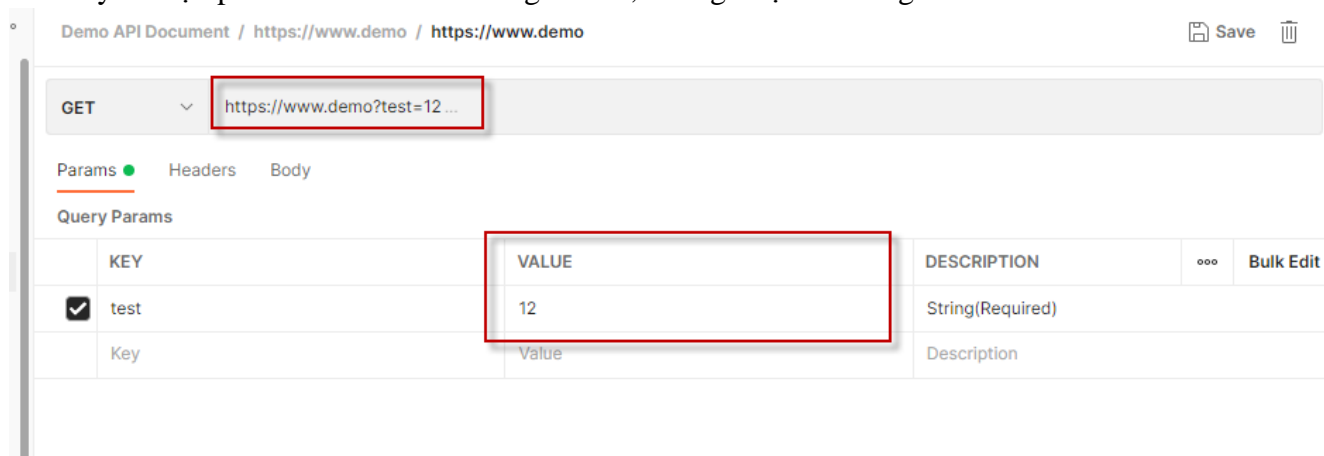 Demo API Document / https://www.demo / https://www.demo Save
GET https://www.demo?test=12 ...
Params Headers Body
Query Params
KEY VALUE DESCRIPTION ooo Bulk Edit
test 12 String(Required)
Key Value Description